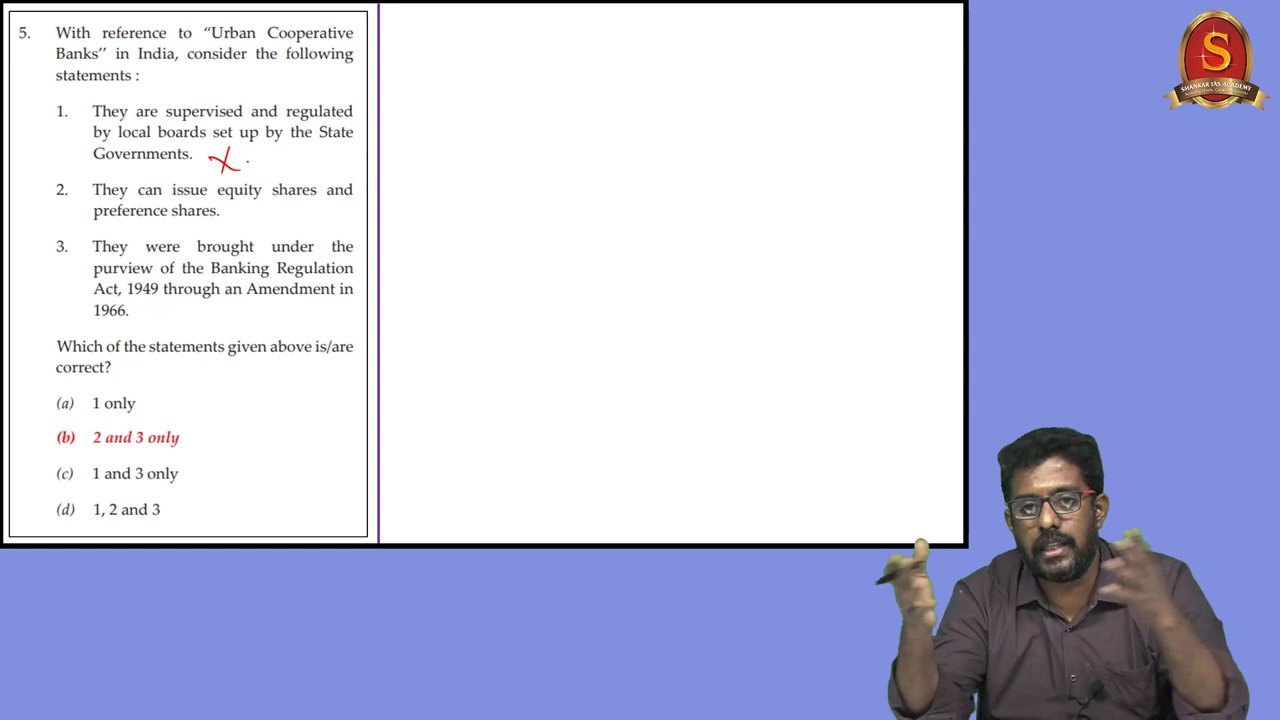 5. With reference to “Urban Cooperative
Banks’’ in India, consider the following
statements :
1. They are supervised and regulated
by local boards set up by the State
Governments.
2. They can issue equity shares and
preference shares.
3. They were brought under the
purview of the Banking Regulation
Act, 1949 through an Amendment in
1966.
Which of the statements given above is/are
correct?
(a) 1 only
(b) 2 and 3 only
(c) 1 and 3 only
(d) 1, 2 and 3
S
SHANKAR IAS ACADEMY